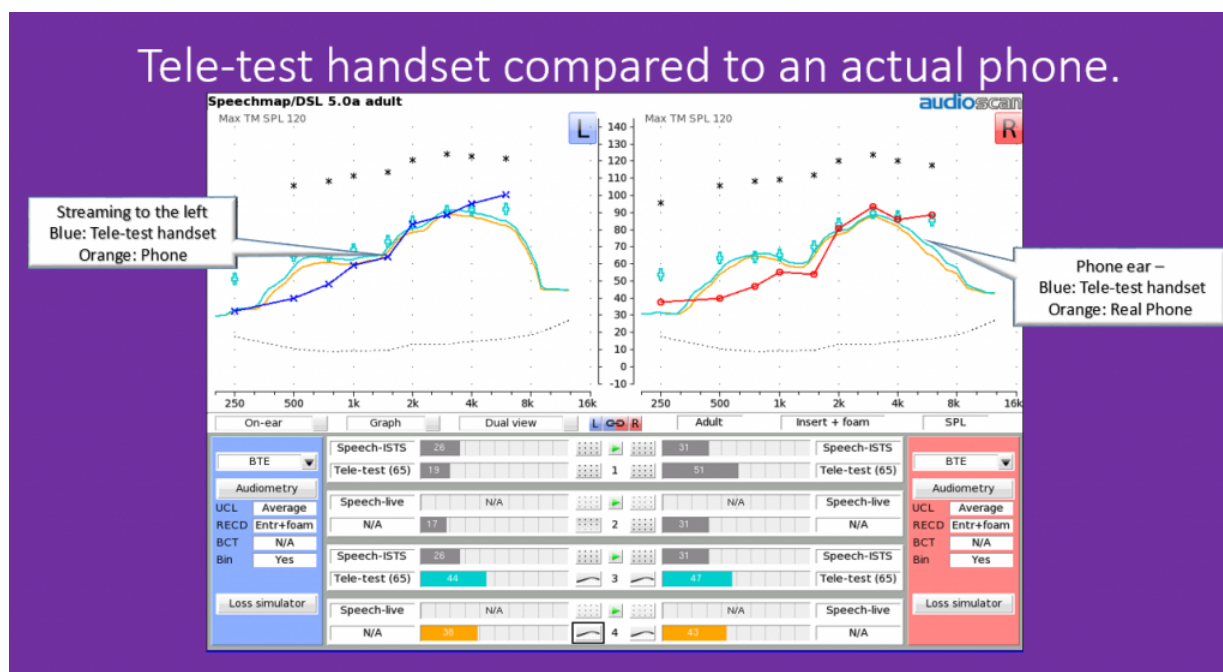 Tele-test handset compared to an actual phone.
Speechmap/DSL 5.0a adult
audioscan
Max TM SPL 120
L
Max TM SPL 120
R
140
130
120
110
100
90
80
70
60
50
40
30
20
10
0
-10
Streaming to the left
Blue: Tele-test handset
Orange: Phone
Phone ear –
Blue: Tele-test handset
Orange: Real Phone
250 500 1k 2k 4k 8k 16k
250 500 1k 2k 4k 8k 16k
On-ear Graph Dual view L R Adult Insert + foam SPL
BTE
Audiometry
UCL Average
RECD Entr+foam
BCT N/A
Bin Yes
Loss simulator
Speech-ISTS 26 31 Speech-ISTS
Tele-test (65) 19 1 51 Tele-test (65)
Speech-live N/A N/A Speech-live
N/A 17 2 31 N/A
Speech-ISTS 26 31 Speech-ISTS
Tele-test (65) 44 3 47 Tele-test (65)
Speech-live N/A N/A Speech-live
N/A 38 4 43 N/A
BTE
Audiometry
UCL Average
RECD Entr+foam
BCT N/A
Bin Yes
Loss simulator